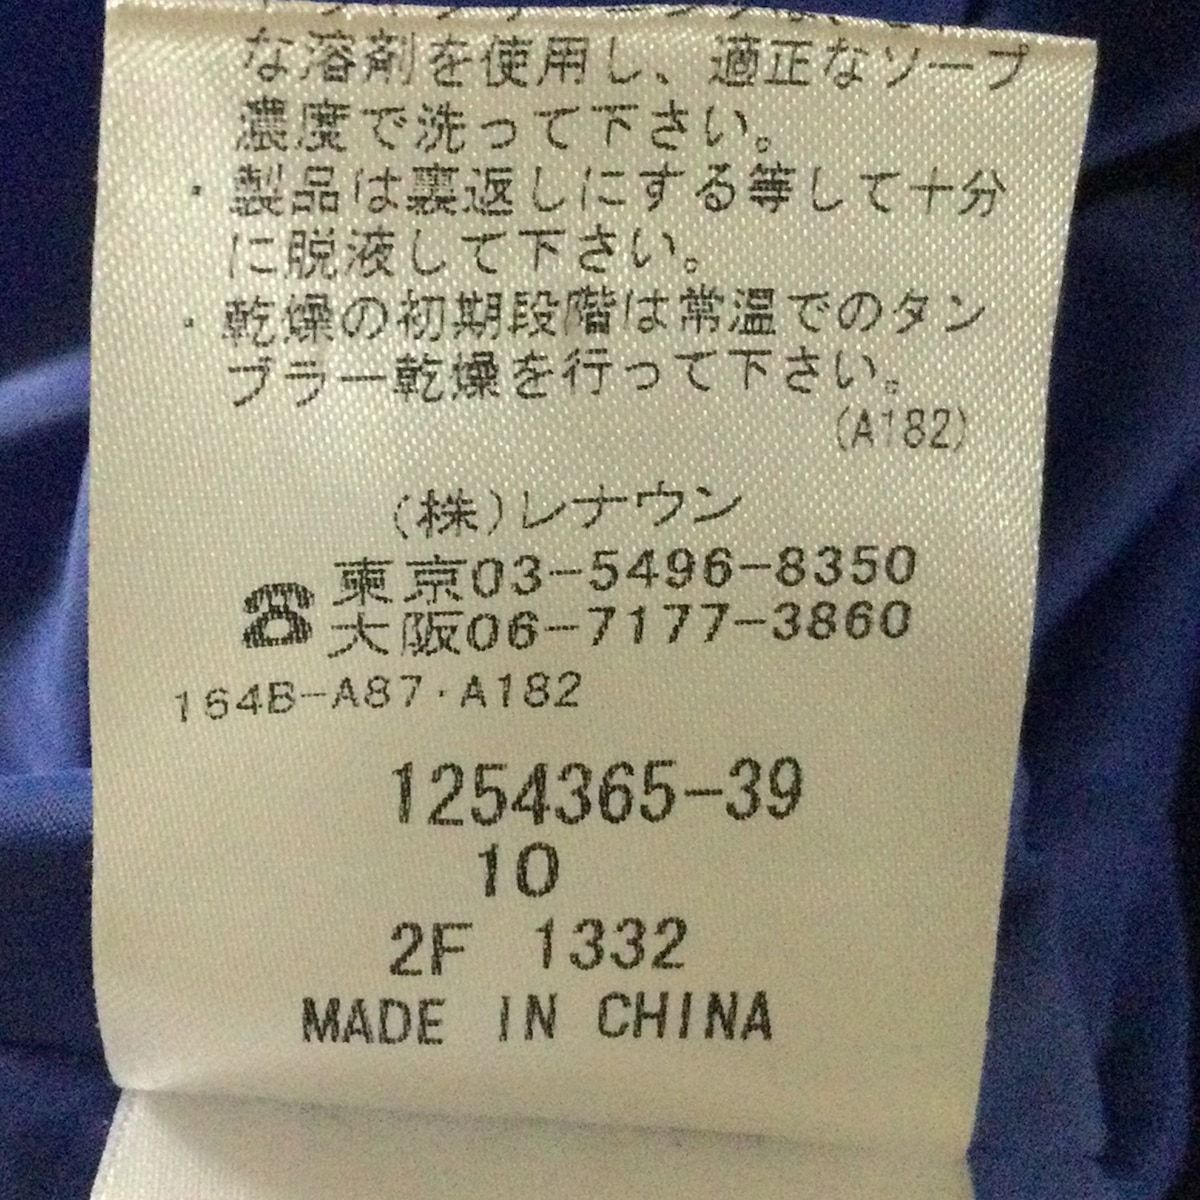 な溶剤を使用し、適正なソープ
濃度で洗って下さい。
・製品は裏返しにする等して十分
に脱液して下さい。
・乾燥の初期段階は常温でのタン
ブラー乾燥を行って下さい。
(A182)
(株)レナウン
☎東京03-5496-8350
大阪06-7177-3860
164B-A87・A182
1254365-39
10
2F 1332
MADE IN CHINA